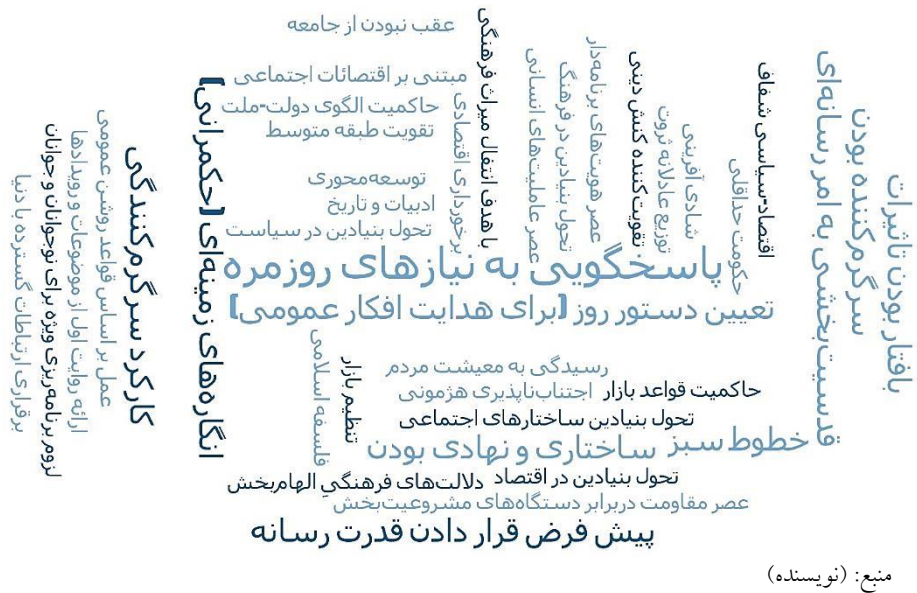 عقب نبودن از جامعه
مبتنی بر اقتصائات اجتماعی
حاکمیت الگوی دولت-ملت
تقویت طبقه متوسط
توسعه‌محوری
ادبیات و تاریخ
تحول بنیادین در سیاست
برخورداری اقتصادی
با هدف انتقال میراث فرهنگی
عصر عاملیت‌های انسانی
تحول بنیادین در فرهنگ
عصر هویت‌های برنامه‌دار
تقویت‌کننده کنش دینی
توزیع عادلانه ثروت
شادی آفرینی
حکومت حداقلی
اقتصاد-سیاسی شفاف
قدسیت‌بخشی به امر رسانه‌ای
سرگرم‌کننده بودن
بافتار بودن تاثیرات
پاسخگویی به نیازهای روزمره
تعیین دستور روز (برای هدایت افکار عمومی)
انگاره‌های زمینه‌ای (حکمرانی)
کارکرد سرگرم‌کنندگی
عمل بر اساس قواعد روشن عمومی
ارائه روایت اول از موضوعات و رویدادها
لزوم برنامه‌ریزی ویژه برای نوجوانان و جوانان
برقراری ارتباطات گسترده با دنیا
فلسفه اسلامی
تنظیم بازار
رسیدگی به معیشت مردم
حاکمیت قواعد بازار
اجتناب‌ناپذیری هژمونی
تحول بنیادین ساختارهای اجتماعی
خطوط سبز
ساختاری و نهادی بودن
تحول بنیادین در اقتصاد
دلالت‌های فرهنگیِ الهام‌بخش
عصر مقاومت دربرابر دستگاه‌های مشروعیت‌بخش
پیش فرض قرار دادن قدرت رسانه
منبع: (نویسنده)